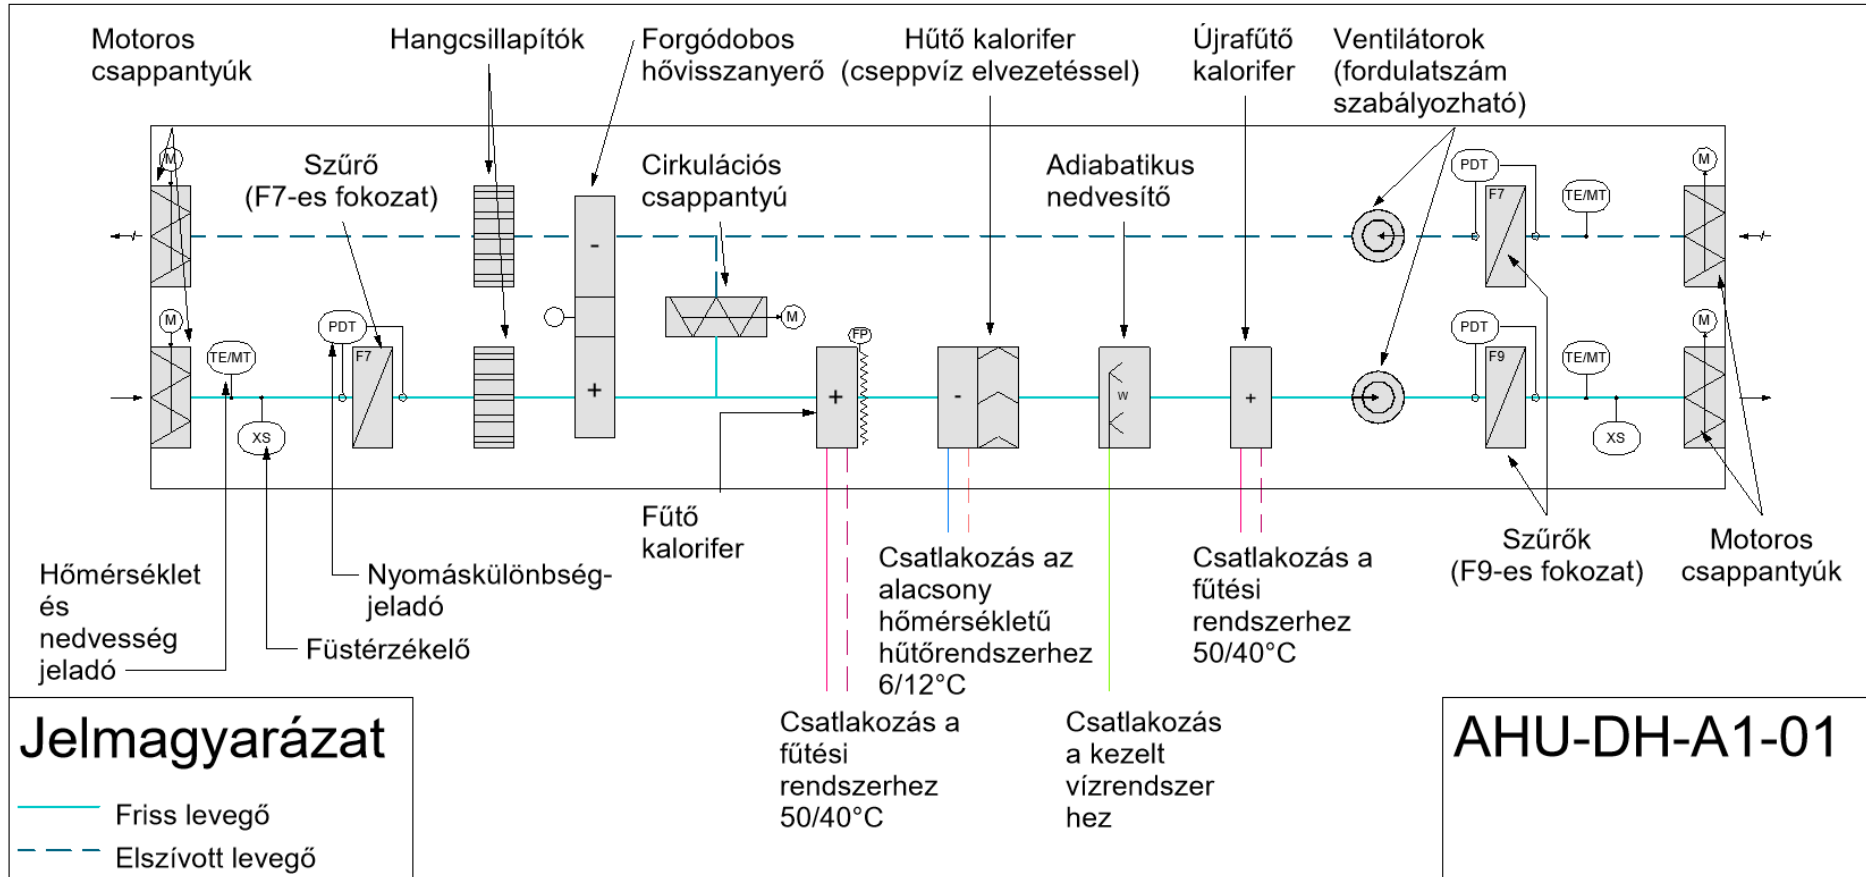 Motoros
csappantyúk
Hangcsillapítók
Forgódobos
hővisszanyerő
Hűtő kalorifer
(cseppvíz elvezetéssel)
Újrafűtő
kalorifer
Ventilátorok
(fordulatszám
szabályozható)
Szűrő
(F7-es fokozat)
Cirkulációs
csappantyú
Adiabatikus
nedvesítő
M
PDT
F7
TE/MT
M
-
M
TE/MT
XS
PDT
F7
+
M
+
FP
-
W
+
PDT
F9
TE/MT
XS
M
Fűtő
kalorifer
Hőmérséklet
és
nedvesség
jeladó
Nyomáskülönbség-
jeladó
Füstérzékelő
Csatlakozás az
alacsony
hőmérsékletű
hűtőrendszerhez
6/12°C
Csatlakozás a
fűtési
rendszerhez
50/40°C
Szűrők
(F9-es fokozat)
Motoros
csappantyúk
Csatlakozás a
fűtési
rendszerhez
50/40°C
Csatlakozás
a kezelt
vízrendszer
hez
Jelmagyarázat
Friss levegő
Elszívott levegő
AHU-DH-A1-01